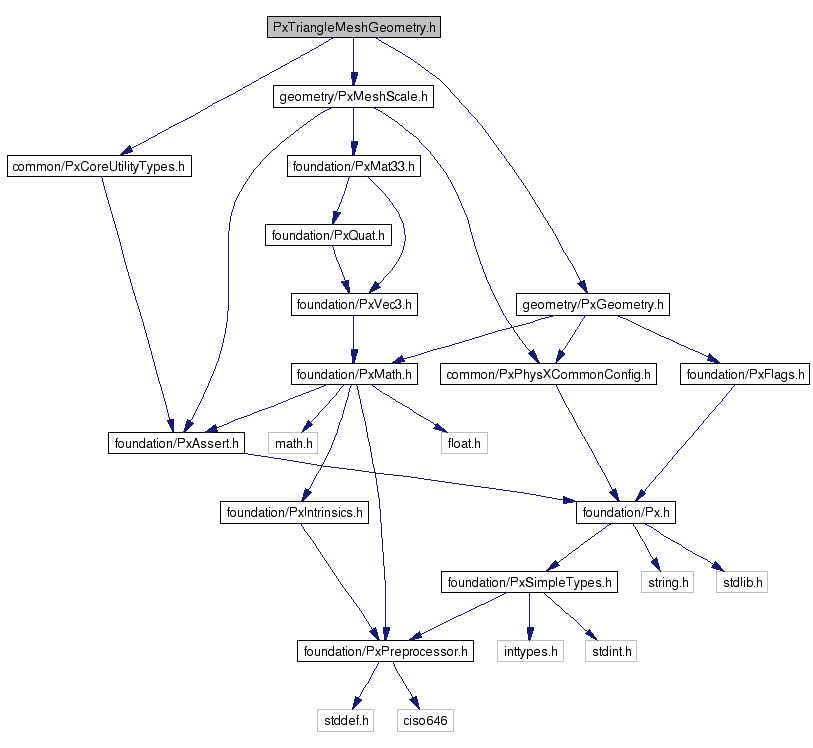 PxTriangleMeshGeometry.h
geometry/PxMeshScale.h
common/PxCoreUtilityTypes.h
foundation/PxMat33.h
foundation/PxQuat.h
foundation/PxVec3.h
geometry/PxGeometry.h
foundation/PxMath.h
common/PxPhysXCommonConfig.h
foundation/PxFlags.h
foundation/PxAssert.h
math.h
float.h
foundation/PxIntrinsics.h
foundation/Px.h
foundation/PxSimpleTypes.h
string.h
stdlib.h
foundation/PxPreprocessor.h
inttypes.h
stdint.h
stddef.h
ciso646